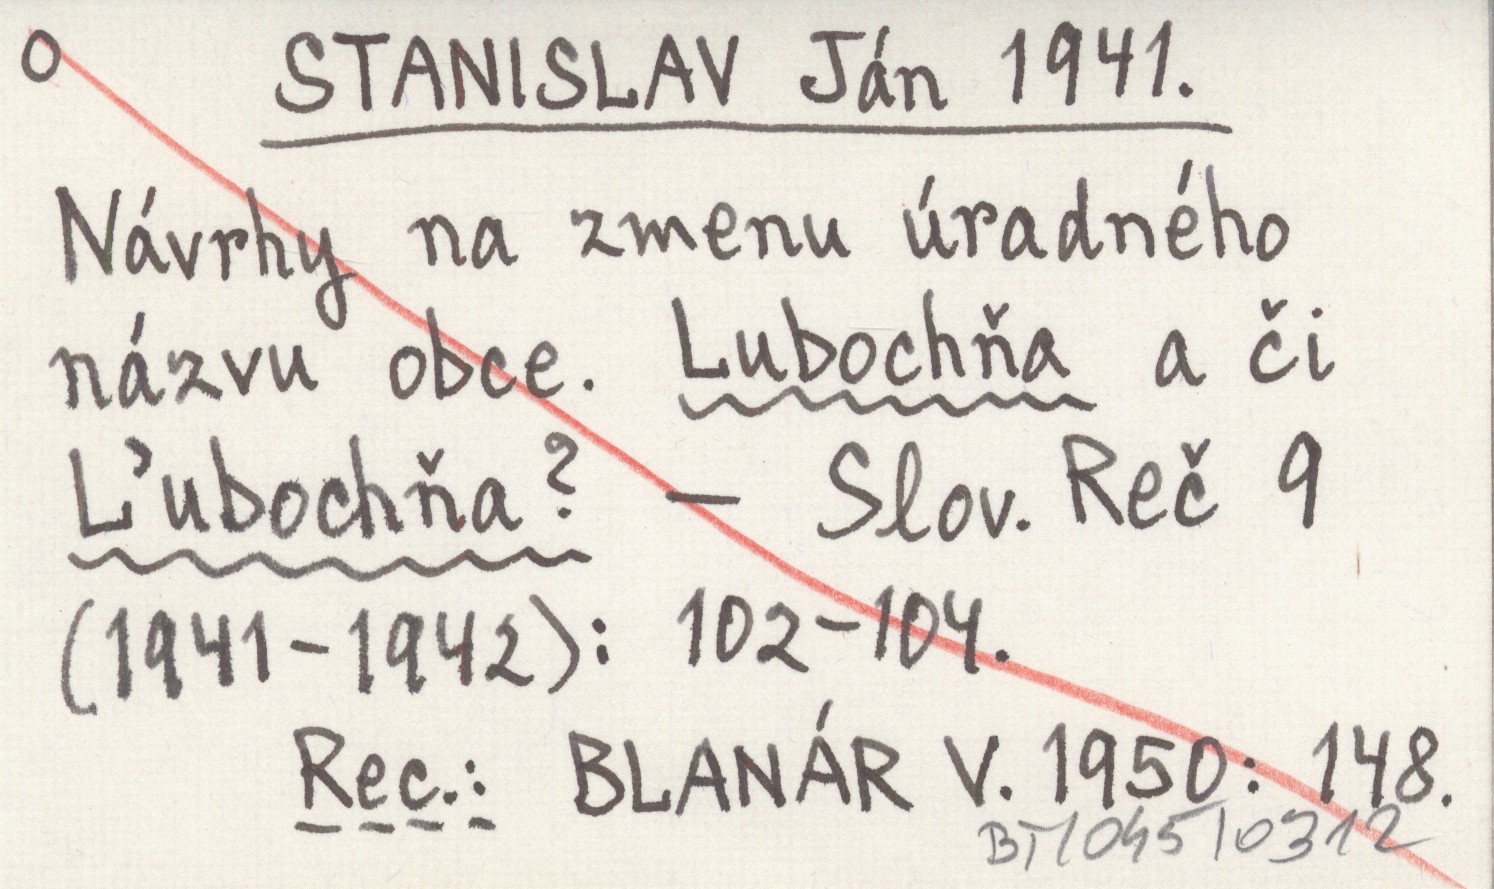 O STANISLAV Ján 1941.
Návrhy na zmenu úradného
názvu obce. Lubochňa a či
Ľubochňa? – Slov. Reč 9
(1941–1942): 102–104.
Rec.: BLANÁR V. 1950: 148.
BT/045/0312